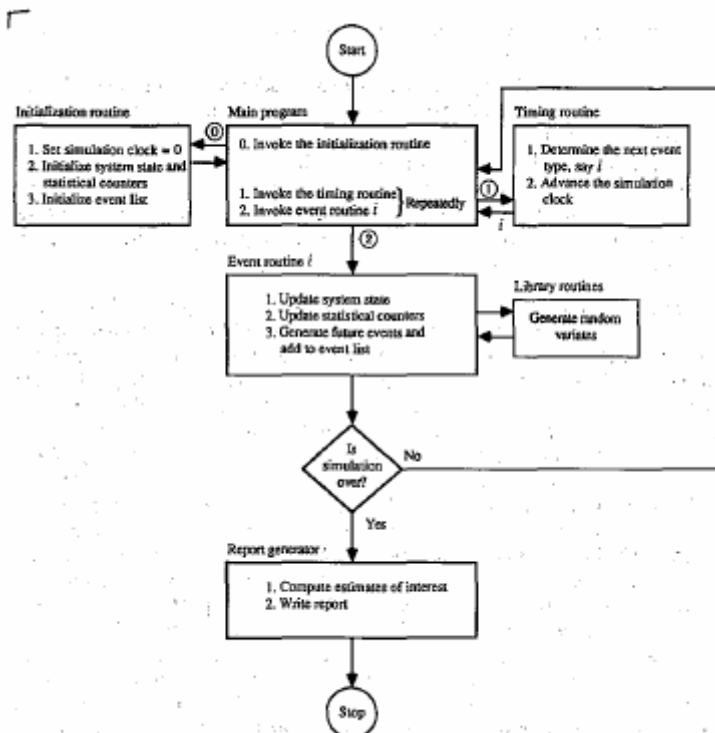 Start
Initialization routine
⓪
1. Set simulation clock = 0
2. Initialize system state and
statistical counters
3. Initialize event list
Main program
0. Invoke the initialization routine
1. Invoke the timing routine
2. Invoke event routine i
Repeatedly
①
Timing routine
1. Determine the next event
type, say i
2. Advance the simulation
clock
i
②
Event routine i
1. Update system state
2. Update statistical counters
3. Generate future events and
add to event list
Library routines
Generate random
variates
Is
simulation
over?
No
Yes
Report generator
1. Compute estimates of interest
2. Write report
Stop